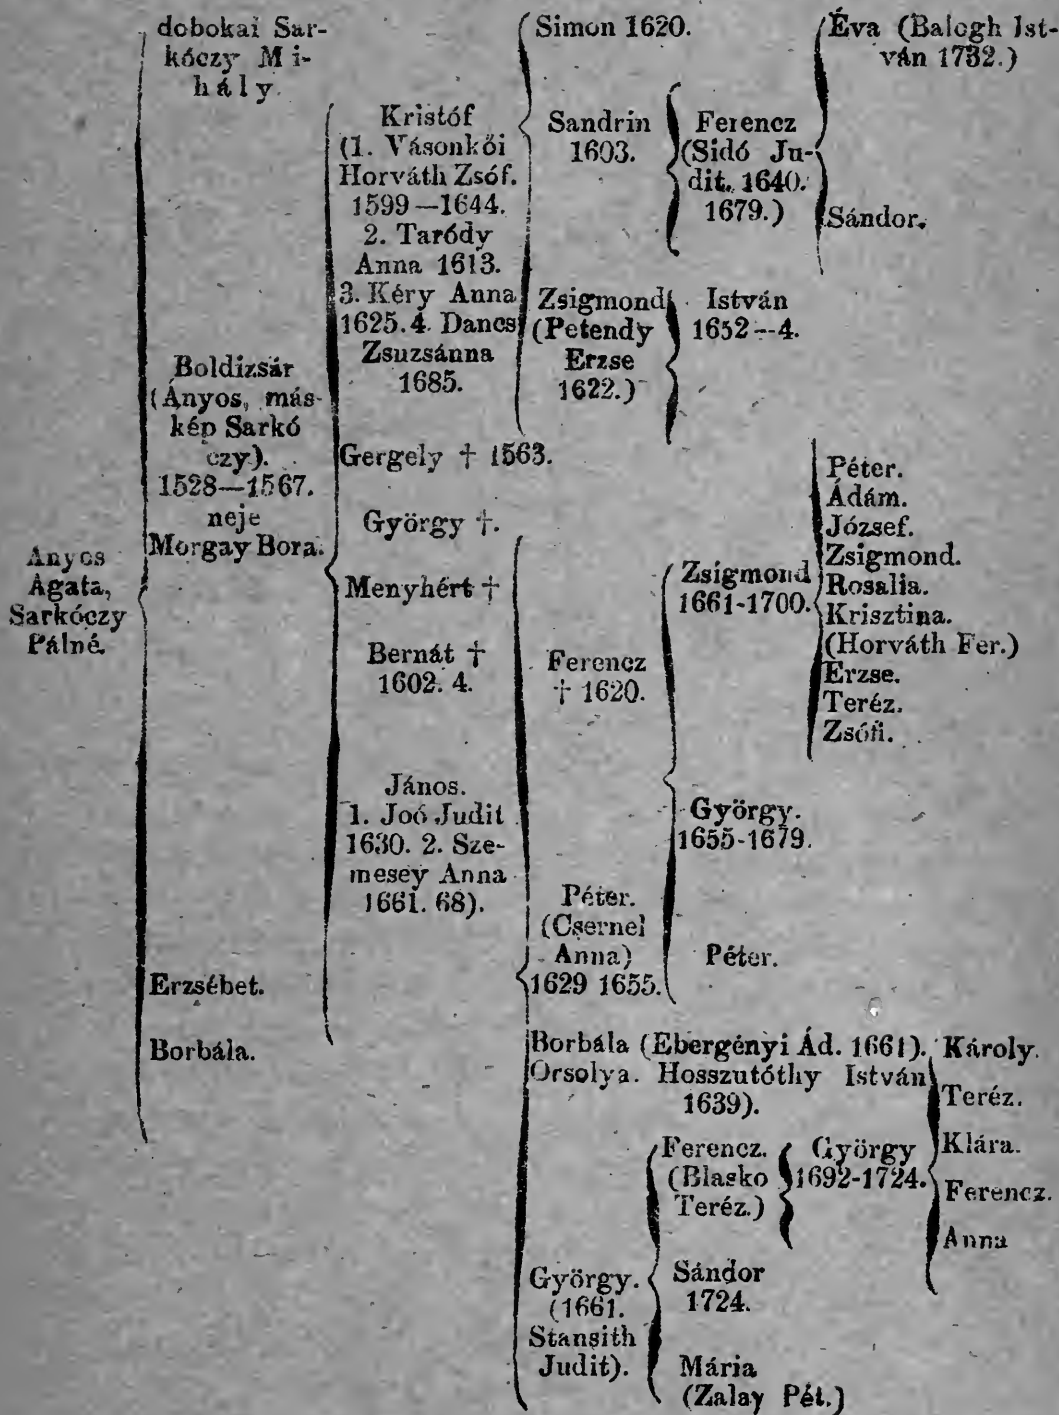 dobokai Sar-
kóczy Mi-
hály.
Simon 1620.
Éva (Balogh Ist-
ván 1732.)
Kristóf
(1. Vásonkői
Horváth Zsóf.
1599—1644.
2. Taródy
Anna 1613.
3. Kéry Anna
1625. 4. Dancs
Zsuzsánna
1685.
Sandrin
1603.
Ferencz
(Sidó Ju-
dit. 1640.
1679.)
Sándor.
Zsigmond
(Petendy
Erzse
1622.)
István
1652--4.
Boldizsár
(Ányos, más-
kép Sarkó
czy).
1528—1567.
neje
Morgay Bora.
Gergely † 1563.
György †.
Menyhért †
Bernát †
1602. 4.
János.
1. Joó Judit
1630. 2. Sze-
mesey Anna
1661. 68).
Anyos
Agata,
Sarkóczy
Pálné.
Ferencz
† 1620.
Zsigmond
1661-1700.
Péter.
Ádám.
József.
Zsigmond.
Rosalia.
Krisztina.
(Horváth Fer.)
Erzse.
Teréz.
Zsófi.
György.
1655-1679.
Péter.
(Csernel
Anna)
1629 1655.
Péter.
Erzsébet.
Borbála.
Borbála (Ebergényi Ád. 1661).
Orsolya. Hosszutóthy István
1639).
Károly.
Teréz.
Klára.
Ferencz.
Anna
Ferencz.
(Blasko
Teréz.)
György
1692-1724.
György.
(1661.
Stansith
Judit).
Sándor
1724.
Mária
(Zalay Pét.)